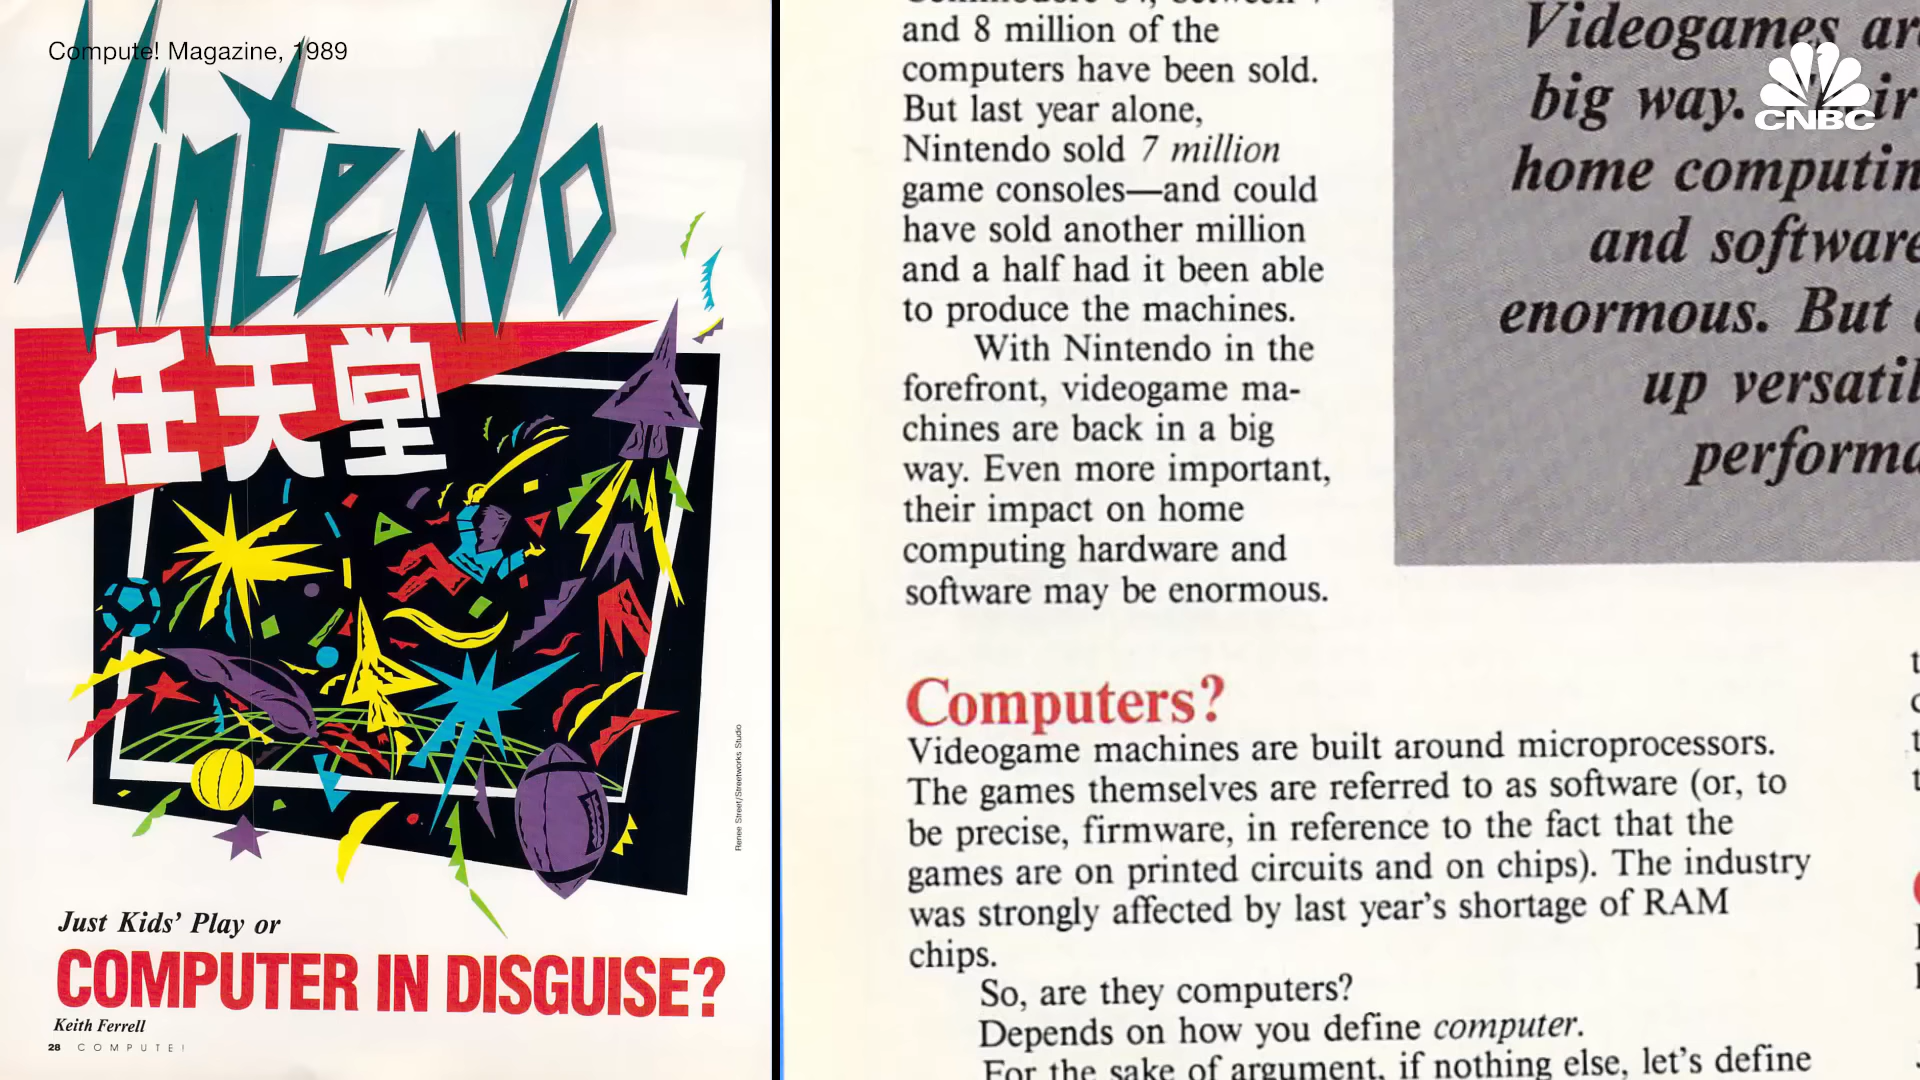 Compute! Magazine, 1989
Nintendo
任天堂
Renee Street/Streetworks Studio
Just Kids' Play or
COMPUTER IN DISGUISE?
Keith Ferrell
28 COMPUTE!
and 8 million of the
computers have been sold.
But last year alone,
Nintendo sold 7 million
game consoles—and could
have sold another million
and a half had it been able
to produce the machines.
With Nintendo in the
forefront, videogame ma-
chines are back in a big
way. Even more important,
their impact on home
computing hardware and
software may be enormous.
Computers?
Videogame machines are built around microprocessors.
The games themselves are referred to as software (or, to
be precise, firmware, in reference to the fact that the
games are on printed circuits and on chips). The industry
was strongly affected by last year's shortage of RAM
chips.
So, are they computers?
Depends on how you define computer.
For the sake of argument, if nothing else, let's define
Videogames
big way.
home
and software
enormous. But
up
CNBC